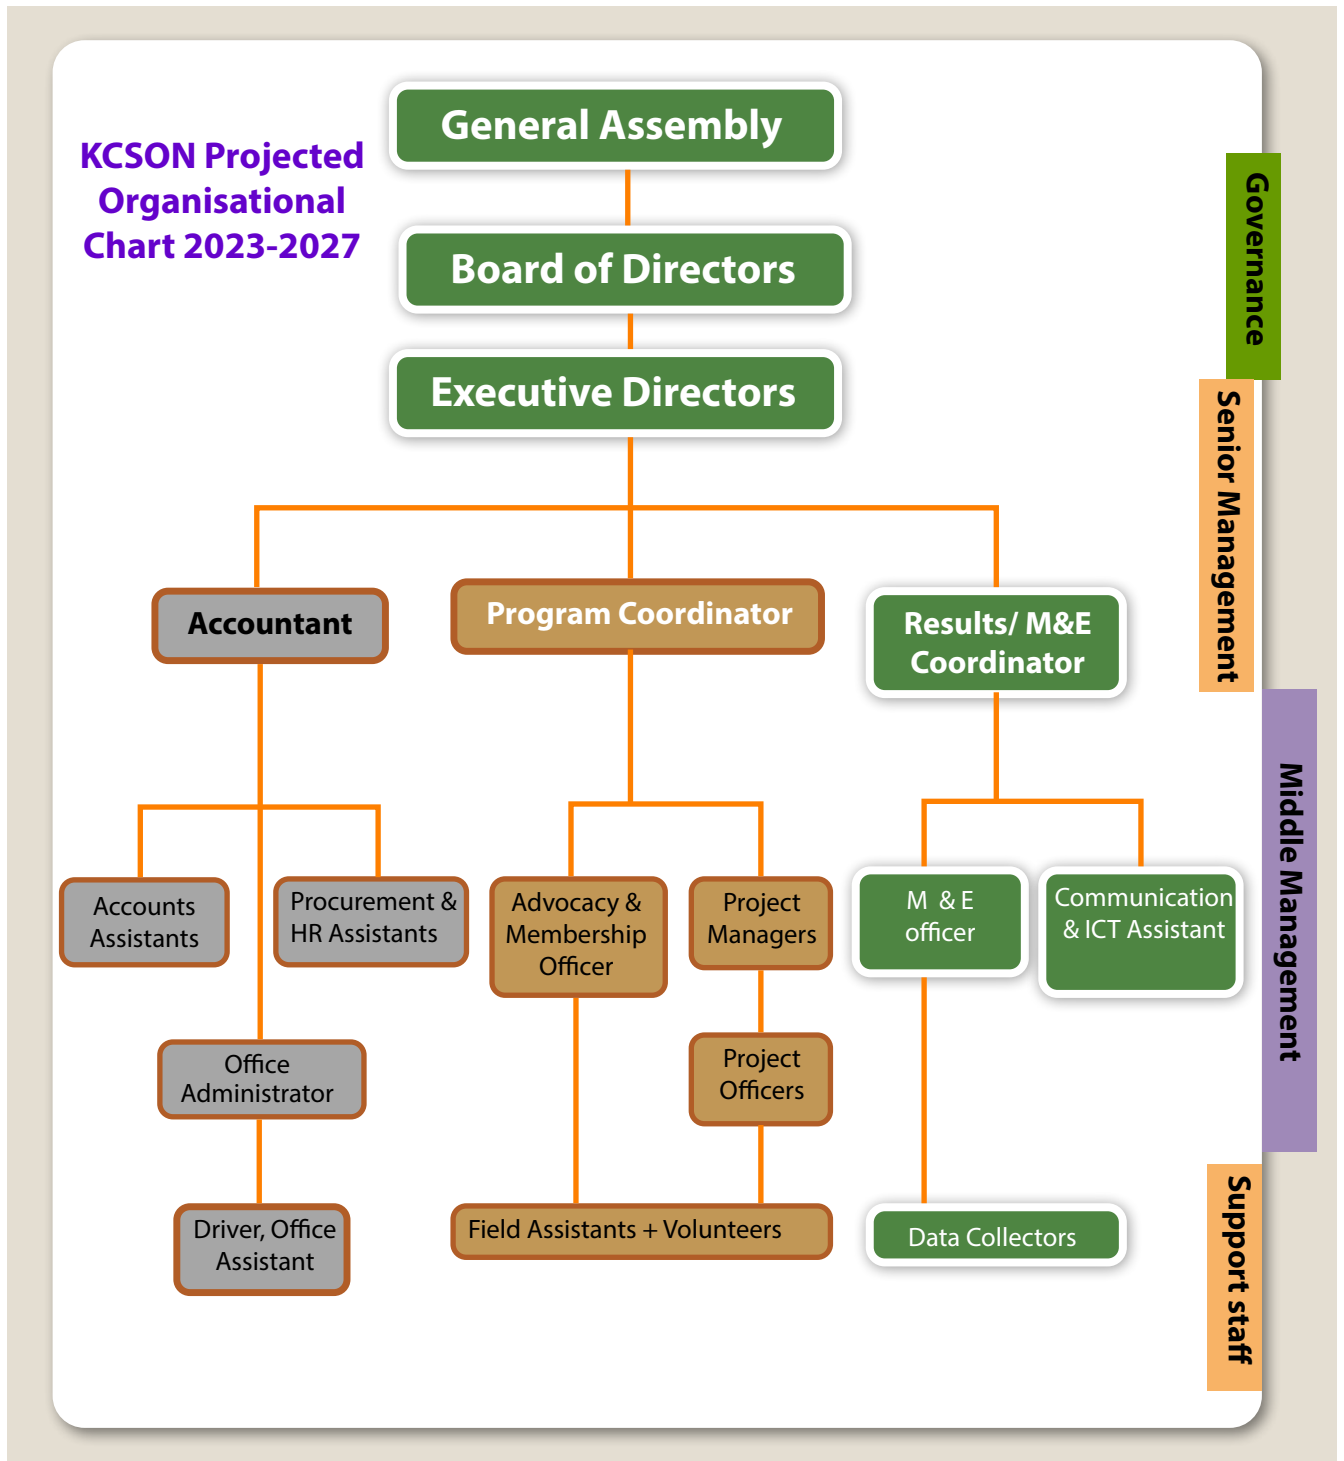 General Assembly
KCSON Projected
Organisational
Chart 2023-2027
Board of Directors
Executive Directors
Governance
Senior Management
Accountant
Program Coordinator
Results/ M&E
Coordinator
Middle Management
Accounts
Assistants
Procurement &
HR Assistants
Advocacy &
Membership
Officer
Project
Managers
M & E
officer
Communication
& ICT Assistant
Office
Administrator
Project
Officers
Driver, Office
Assistant
Field Assistants + Volunteers
Data Collectors
Support staff